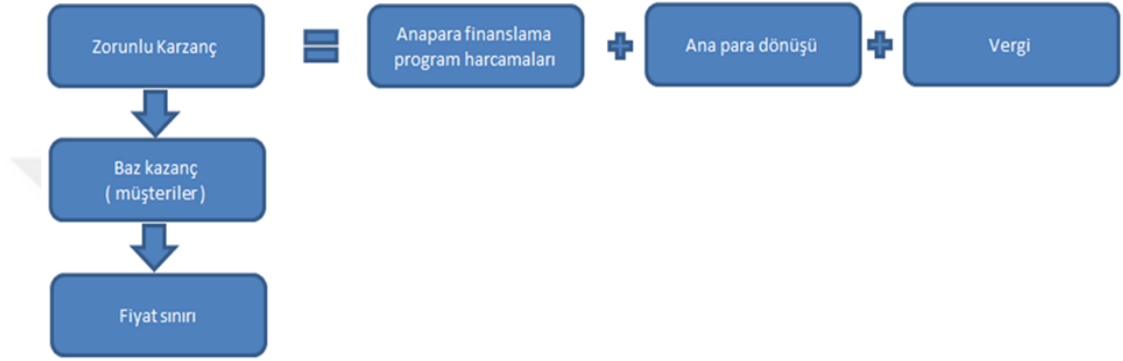 Zorunlu Karzanç
Anapara finanslama
program harcamaları
Ana para dönüşü
Vergi
Baz kazanç
( müşteriler )
Fiyat sınırı